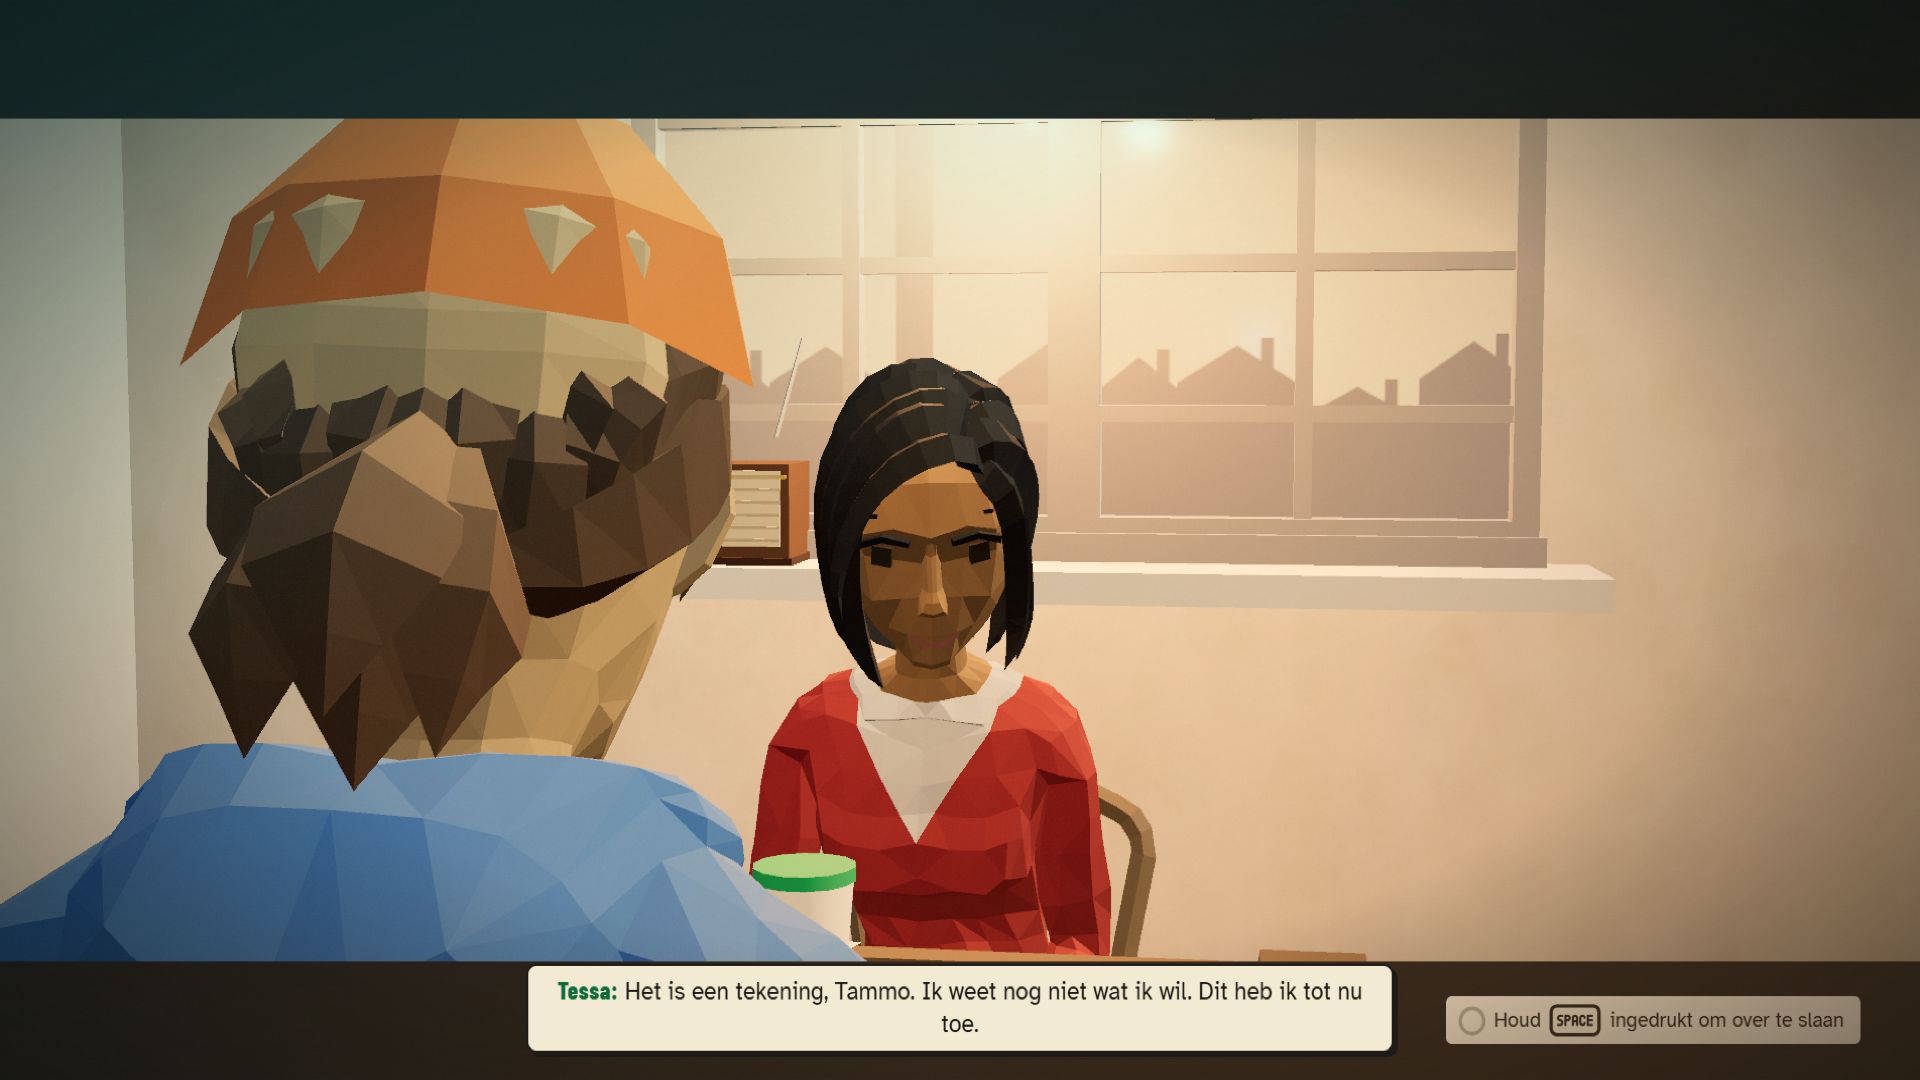 Tessa: Het is een tekening, Tammo. Ik weet nog niet wat ik wil. Dit heb ik tot nu
toe.
Houd SPACE ingedrukt om over te slaan